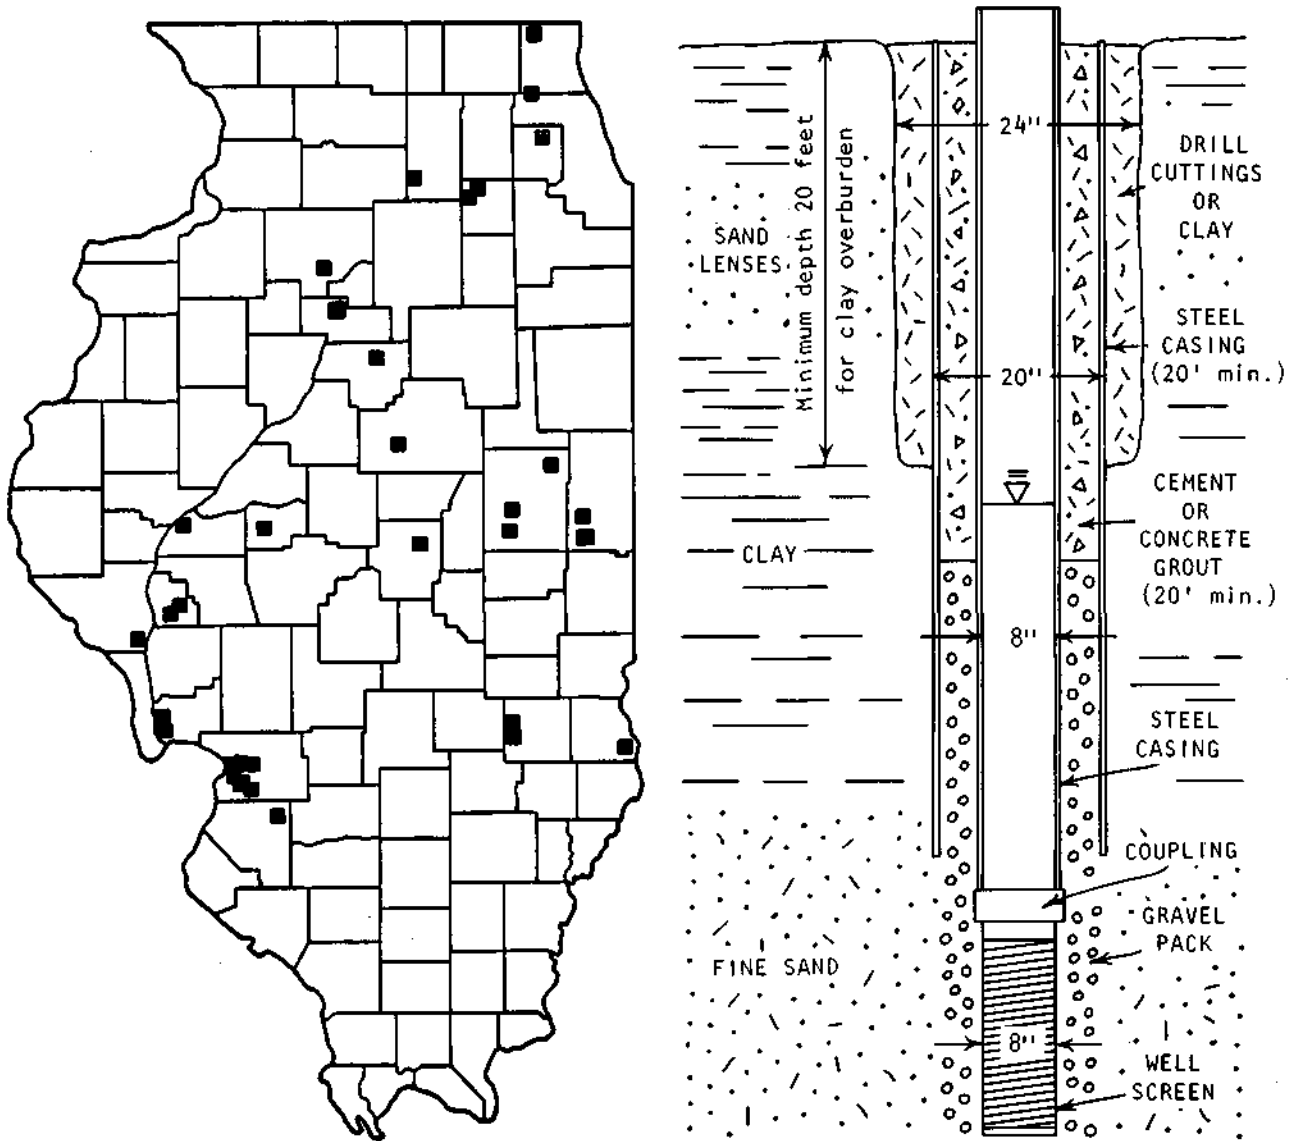 24"
DRILL
CUTTINGS
OR
CLAY
Minimum depth 20 feet
for clay overburden
SAND
LENSES
STEEL
CASING
(20' min.)
20"
CEMENT
OR
CONCRETE
GROUT
(20' min.)
CLAY
8"
STEEL
CASING
COUPLING
GRAVEL
PACK
FINE SAND
8"
WELL
SCREEN